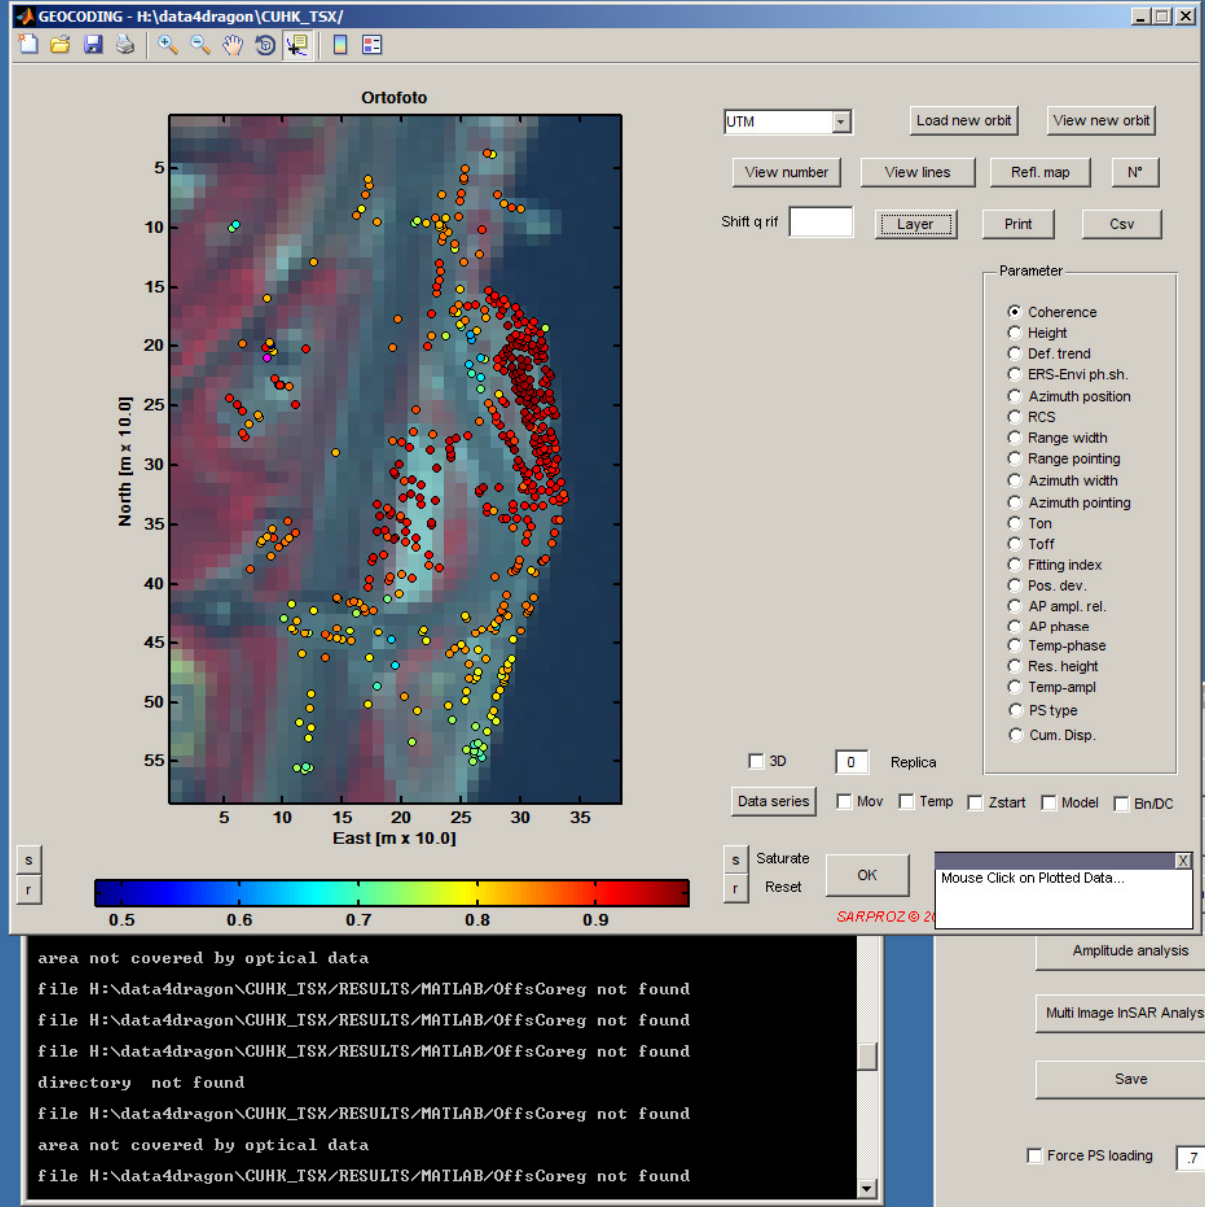 GEOCODING - H:\data4dragon\CUHK_TSX/
Ortofoto
5
10
15
20
25
30
35
40
45
50
55
North [m x 10.0]
5 10 15 20 25 30 35
East [m x 10.0]
s
r
0.5 0.6 0.7 0.8 0.9
UTM
Load new orbit
View new orbit
View number
View lines
Refl. map
N°
Shift q rif
Layer
Print
Csv
Parameter
Coherence
Height
Def. trend
ERS-Envi ph.sh.
Azimuth position
RCS
Range width
Range pointing
Azimuth width
Azimuth pointing
Ton
Toff
Fitting index
Pos. dev.
AP ampl. rel.
AP phase
Temp-phase
Res. height
Temp-ampl
PS type
Cum. Disp.
3D
0
Replica
Data series
Mov
Temp
Zstart
Model
Bn/DC
s
Saturate
r
Reset
OK
X
Mouse Click on Plotted Data...
SARPROZ ©
area not covered by optical data
file H:\data4dragon\CUHK_TSX/RESULTS/MATLAB/OffsCoreg not found
file H:\data4dragon\CUHK_TSX/RESULTS/MATLAB/OffsCoreg not found
file H:\data4dragon\CUHK_TSX/RESULTS/MATLAB/OffsCoreg not found
directory  not found
file H:\data4dragon\CUHK_TSX/RESULTS/MATLAB/OffsCoreg not found
area not covered by optical data
file H:\data4dragon\CUHK_TSX/RESULTS/MATLAB/OffsCoreg not found
Amplitude analysis
Multi Image InSAR Analys
Save
Force PS loading
.7